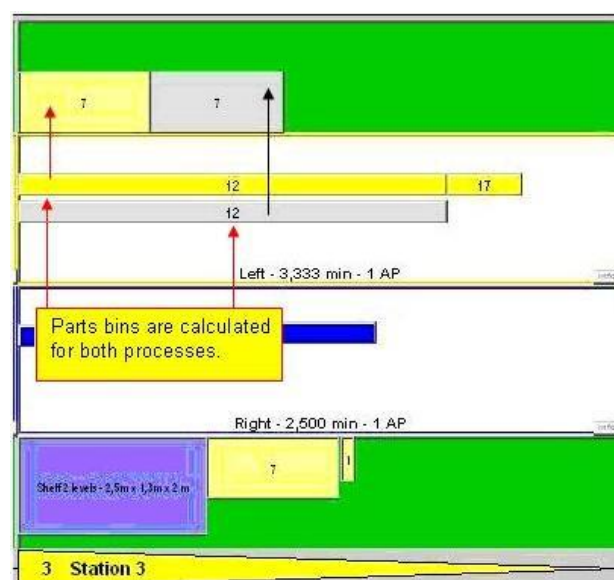 7 7
12 17
12
Left - 3,333 min - 1 AP
Parts bins are calculated
for both processes.
Right - 2,500 min - 1 AP
Shelf 2 levels - 2,5m x 1,3m x 2 m
7
1
3 Station 3